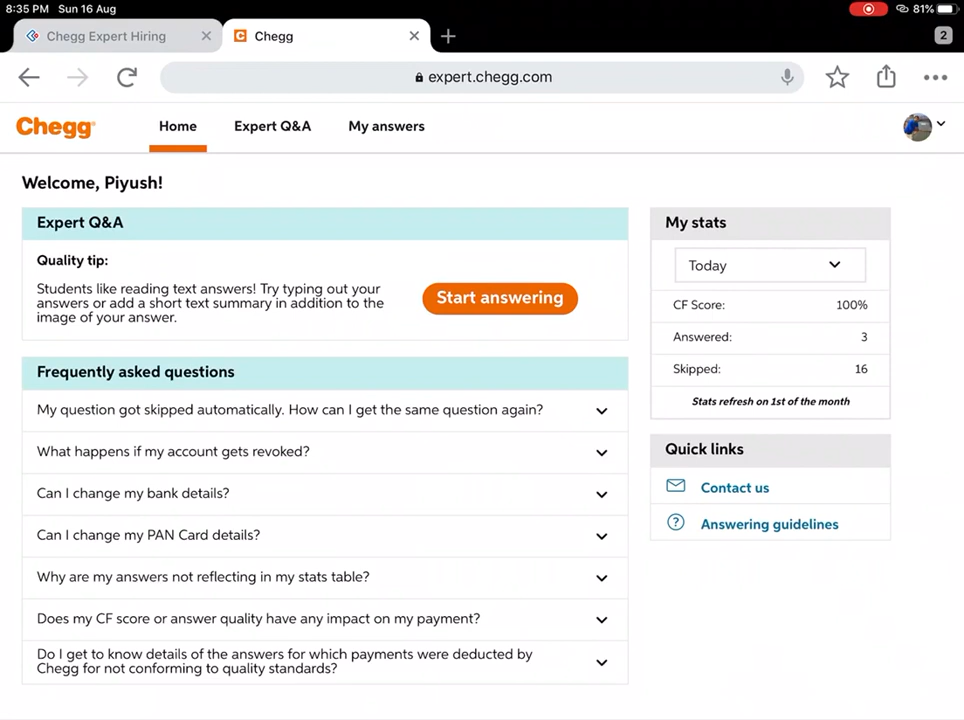 8:35 PM Sun 16 Aug
81%
Chegg Expert Hiring
Chegg
2
expert.chegg.com
Chegg
Home
Expert Q&A
My answers
Welcome, Piyush!
Expert Q&A
Quality tip:
Students like reading text answers! Try typing out your
answers or add a short text summary in addition to the
image of your answer.
Start answering
Frequently asked questions
My question got skipped automatically. How can I get the same question again?
What happens if my account gets revoked?
Can I change my bank details?
Can I change my PAN Card details?
Why are my answers not reflecting in my stats table?
Does my CF score or answer quality have any impact on my payment?
Do I get to know details of the answers for which payments were deducted by
Chegg for not conforming to quality standards?
My stats
Today
CF Score: 100%
Answered: 3
Skipped: 16
Stats refresh on 1st of the month
Quick links
Contact us
Answering guidelines